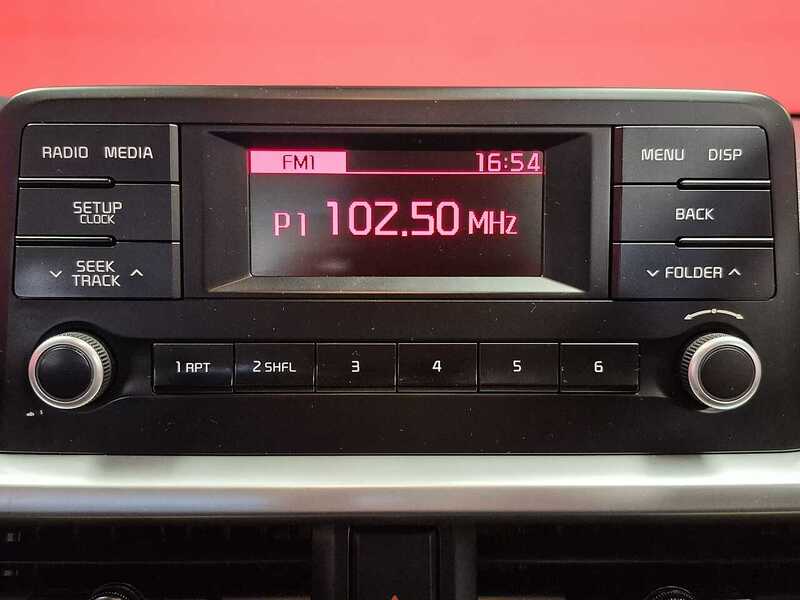 RADIO MEDIA
FM1 16:54
MENU DISP
SETUP
CLOCK
P1 102.50 MHz
BACK
SEEK
TRACK
FOLDER
1 RPT 2 SHFL 3 4 5 6